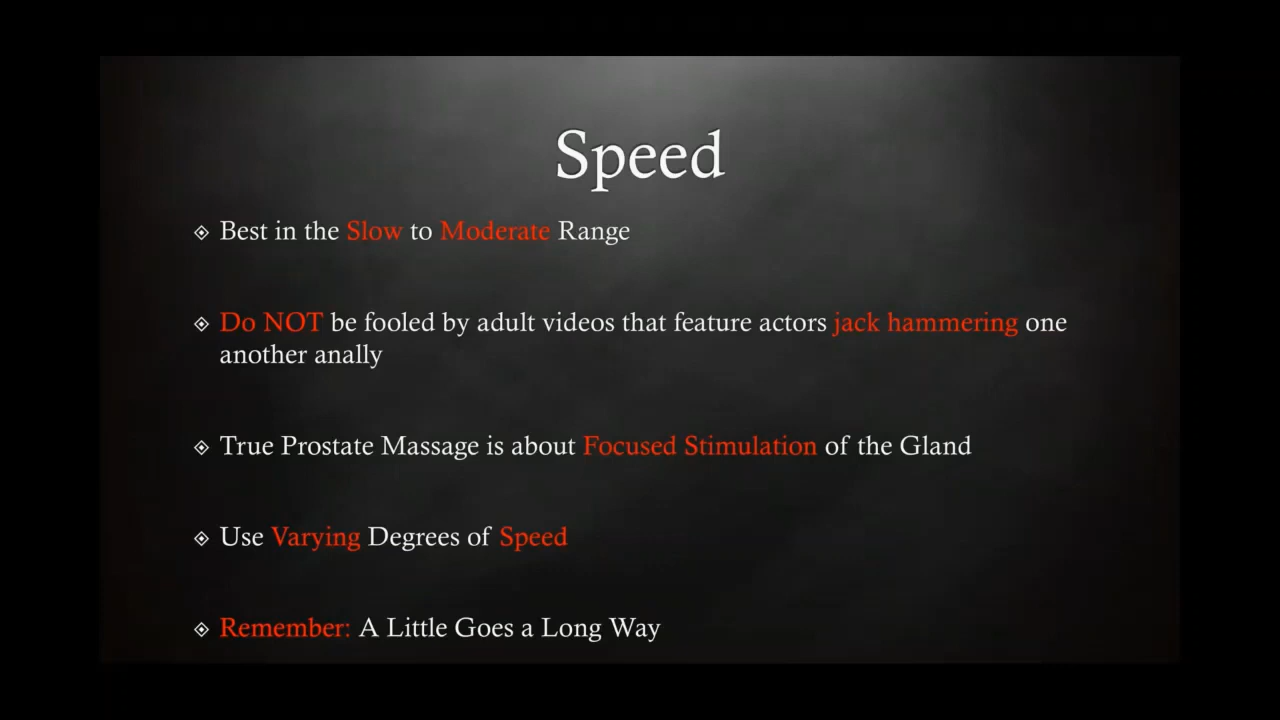 Speed
Best in the Slow to Moderate Range
Do NOT be fooled by adult videos that feature actors jack hammering one
another anally
True Prostate Massage is about Focused Stimulation of the Gland
Use Varying Degrees of Speed
Remember: A Little Goes a Long Way